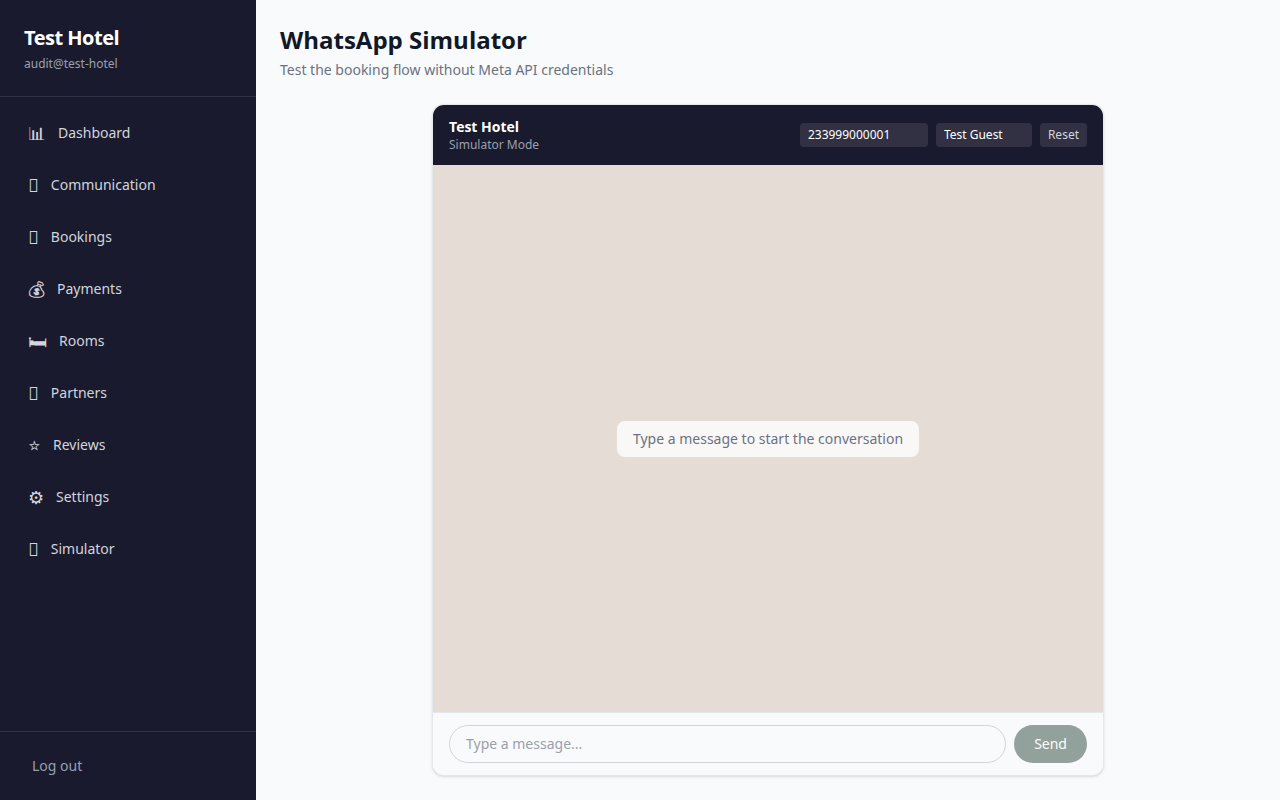 Test Hotel
audit@test-hotel
Dashboard
Communication
Bookings
Payments
Rooms
Partners
Reviews
Settings
Simulator
Log out
WhatsApp Simulator
Test the booking flow without Meta API credentials
Test Hotel
Simulator Mode
233999000001
Test Guest
Reset
Type a message to start the conversation
Type a message...
Send